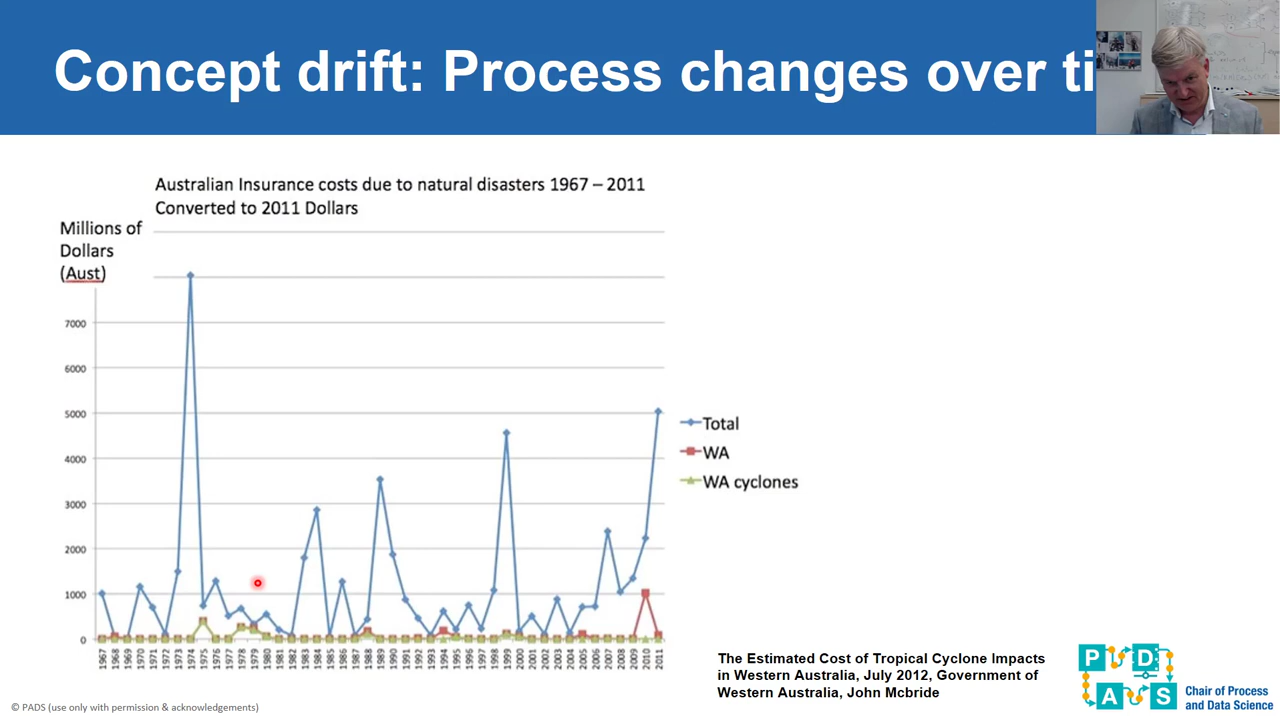 Concept drift: Process changes over ti
Australian Insurance costs due to natural disasters 1967 – 2011
Converted to 2011 Dollars
Millions of
Dollars
(Aust)
7000
6000
5000
4000
3000
2000
1000
0
1967 1968 1969 1970 1971 1972 1973 1974 1975 1976 1977 1978 1979 1980 1981 1982 1983 1984 1985 1986 1987 1988 1989 1990 1991 1992 1993 1994 1995 1996 1997 1998 1999 2000 2001 2002 2003 2004 2005 2006 2007 2008 2009 2010 2011
Total
WA
WA cyclones
The Estimated Cost of Tropical Cyclone Impacts
in Western Australia, July 2012, Government of
Western Australia, John Mcbride
P D
A S
Chair of Process
and Data Science
© PADS (use only with permission & acknowledgements)